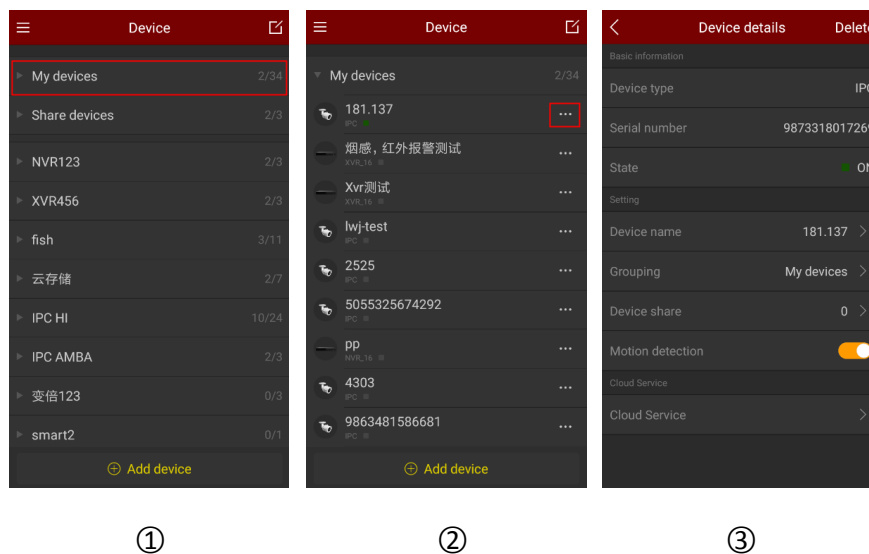 Device
My devices 2/34
Share devices 2/3
NVR123 2/3
XVR456 2/3
fish 3/11
云存储 2/7
IPC HI 10/24
IPC AMBA 2/3
变倍123 0/3
smart2 0/1
Add device
①
Device
My devices 2/34
181.137
IPC
烟感，红外报警测试
XVR_16
Xvr测试
XVR_16
lwj-test
IPC
2525
IPC
5055325674292
IPC
pp
NVR_16
4303
IPC
9863481586681
IPC
Add device
②
Device details Delete
Basic information
Device type IPC
Serial number 987331801726
State ON
Setting
Device name 181.137
Grouping My devices
Device share 0
Motion detection
Cloud Service
Cloud Service
③